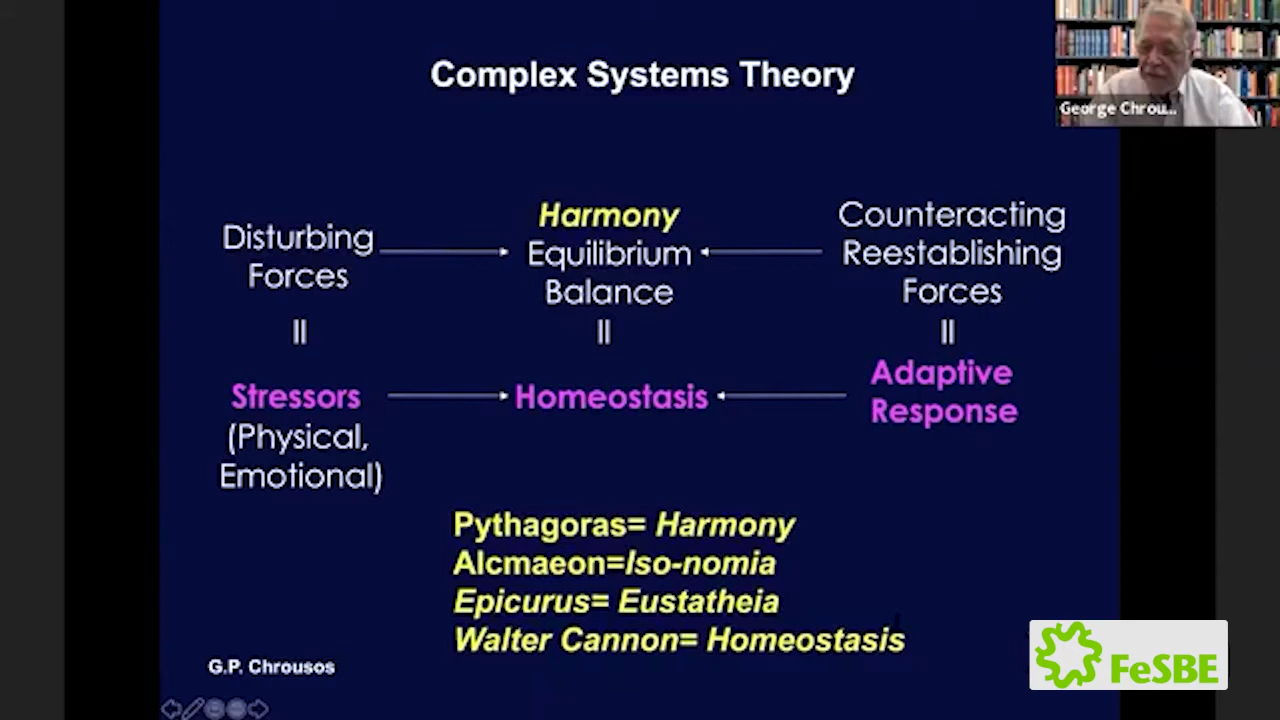 Complex Systems Theory
George Chrou...
Harmony
Disturbing
Forces
Equilibrium
Balance
Counteracting
Reestablishing
Forces
||
||
||
Stressors
(Physical,
Emotional)
Homeostasis
Adaptive
Response
Pythagoras= Harmony
Alcmaeon=Iso-nomia
Epicurus= Eustatheia
Walter Cannon= Homeostasis
G.P. Chrousos
FeSBE